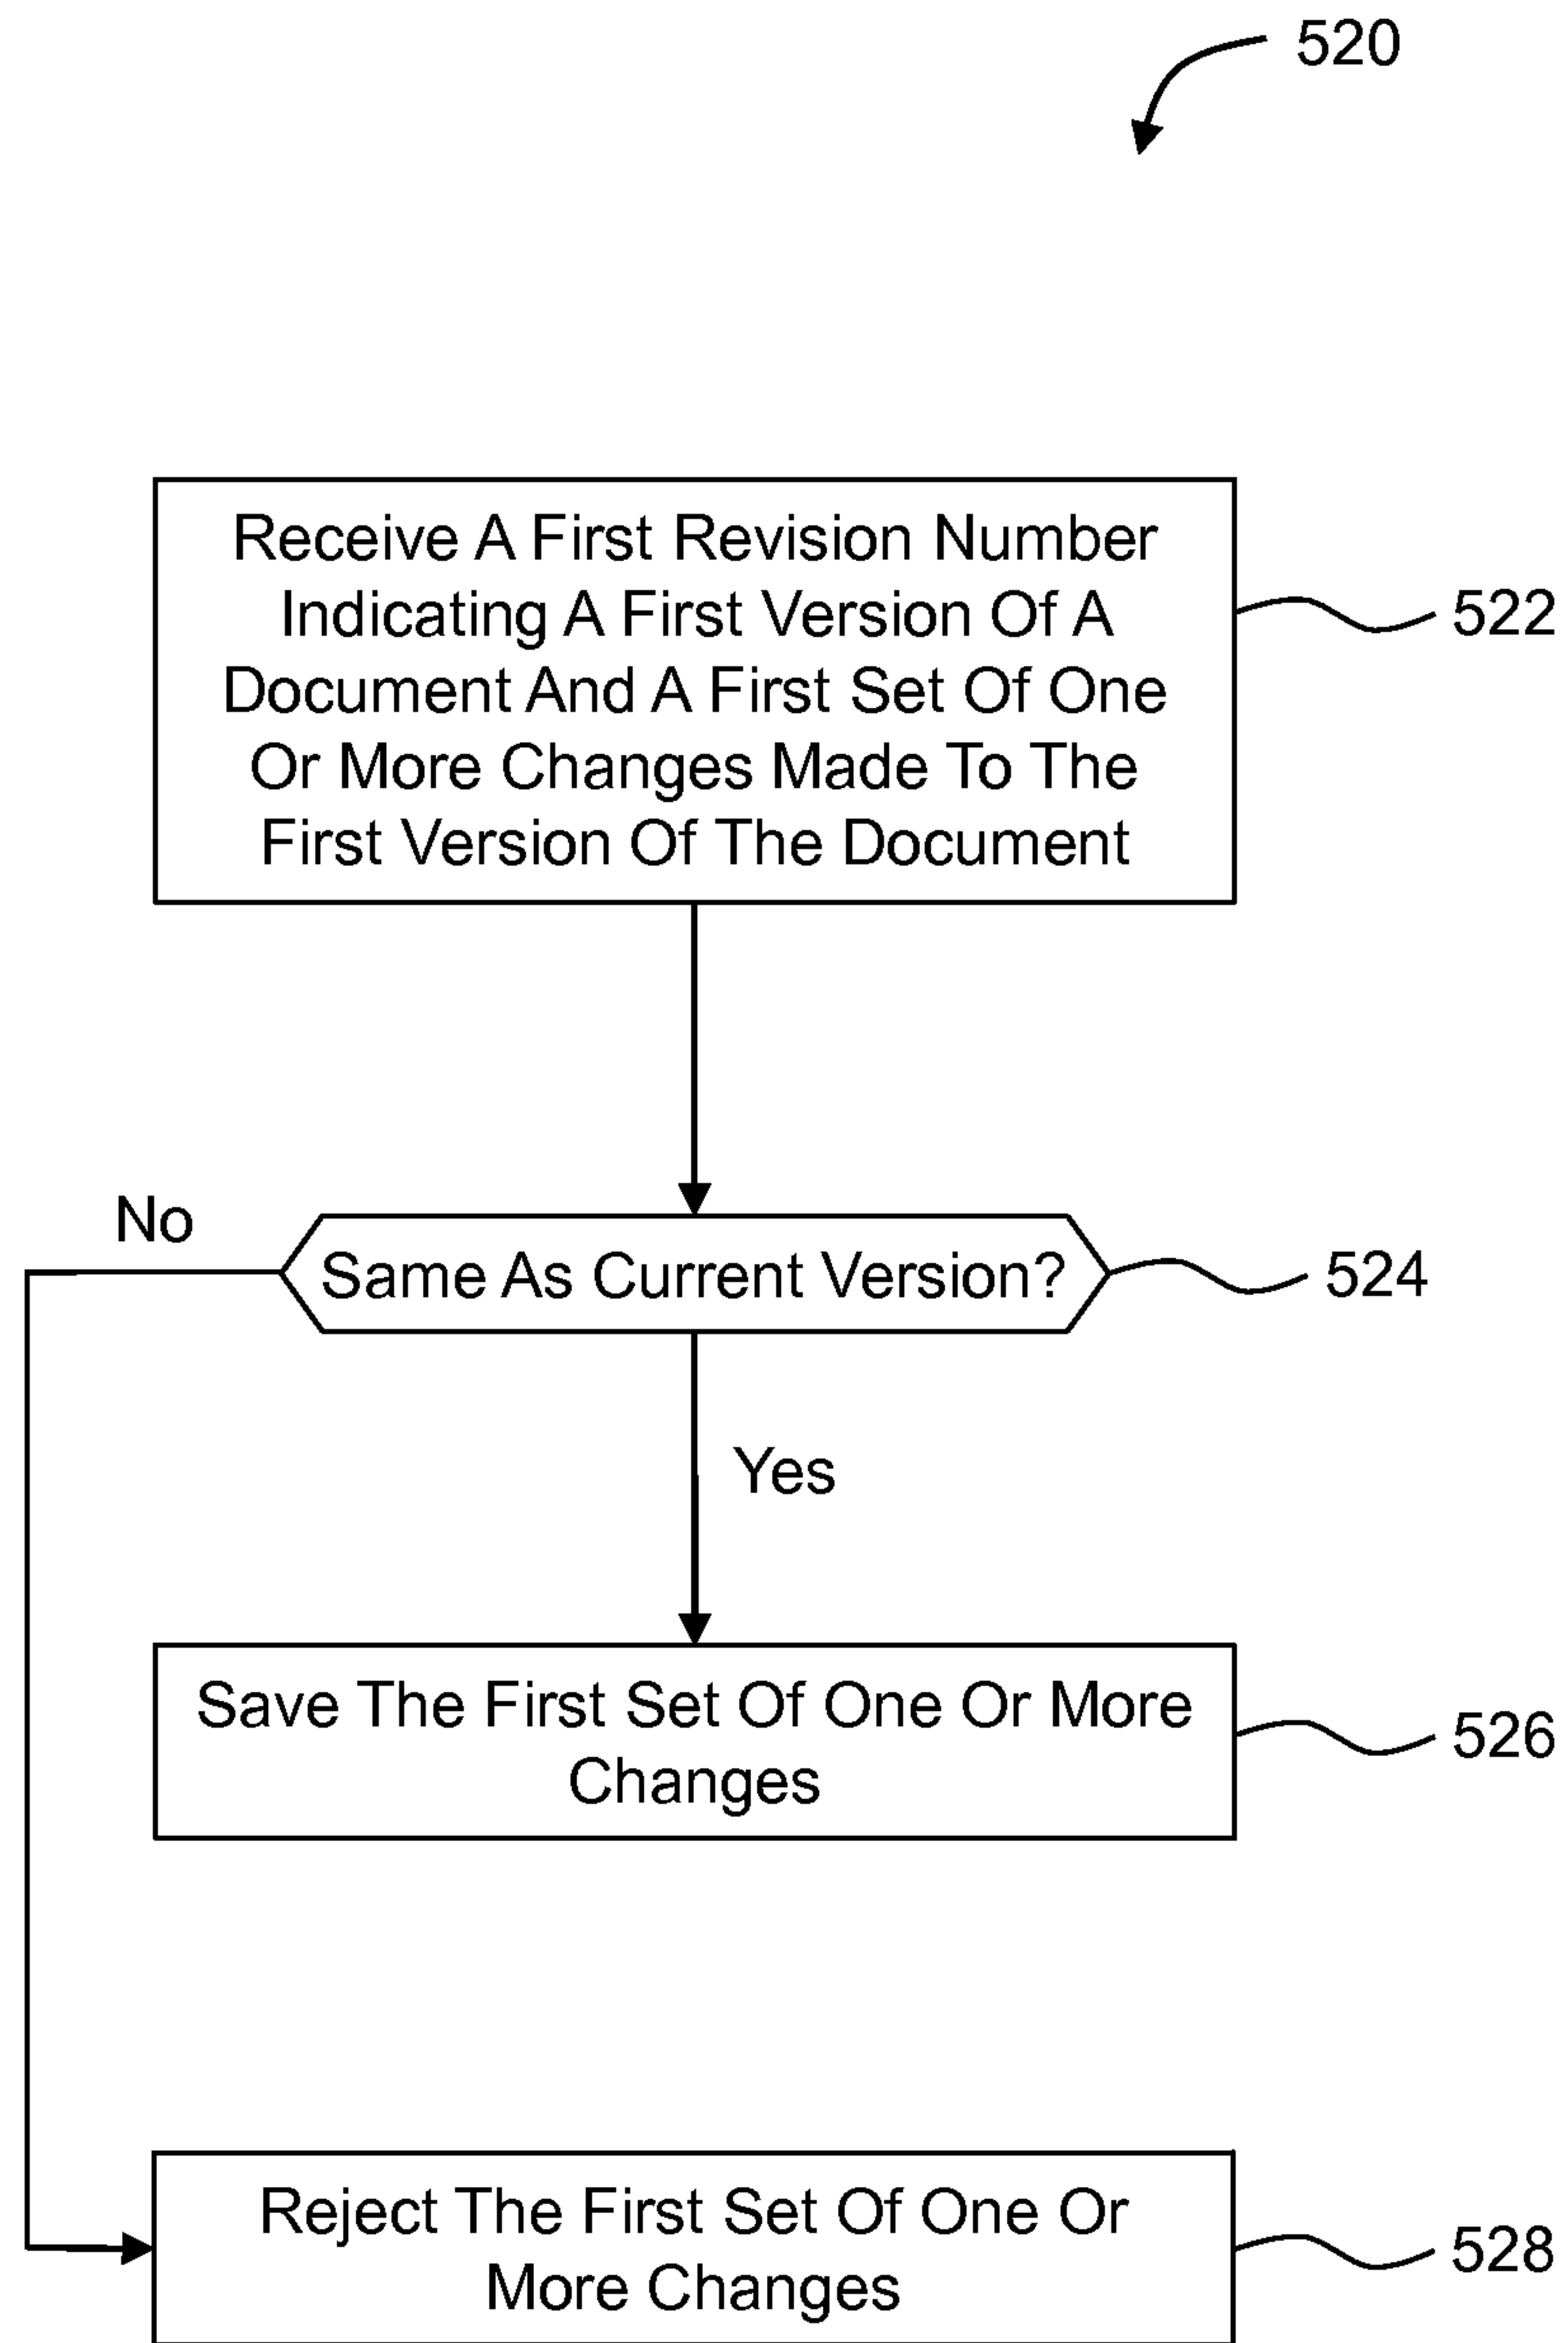 520
Receive A First Revision Number
Indicating A First Version Of A
Document And A First Set Of One
Or More Changes Made To The
First Version Of The Document
522
No
Same As Current Version?
524
Yes
Save The First Set Of One Or More
Changes
526
Reject The First Set Of One Or
More Changes
528